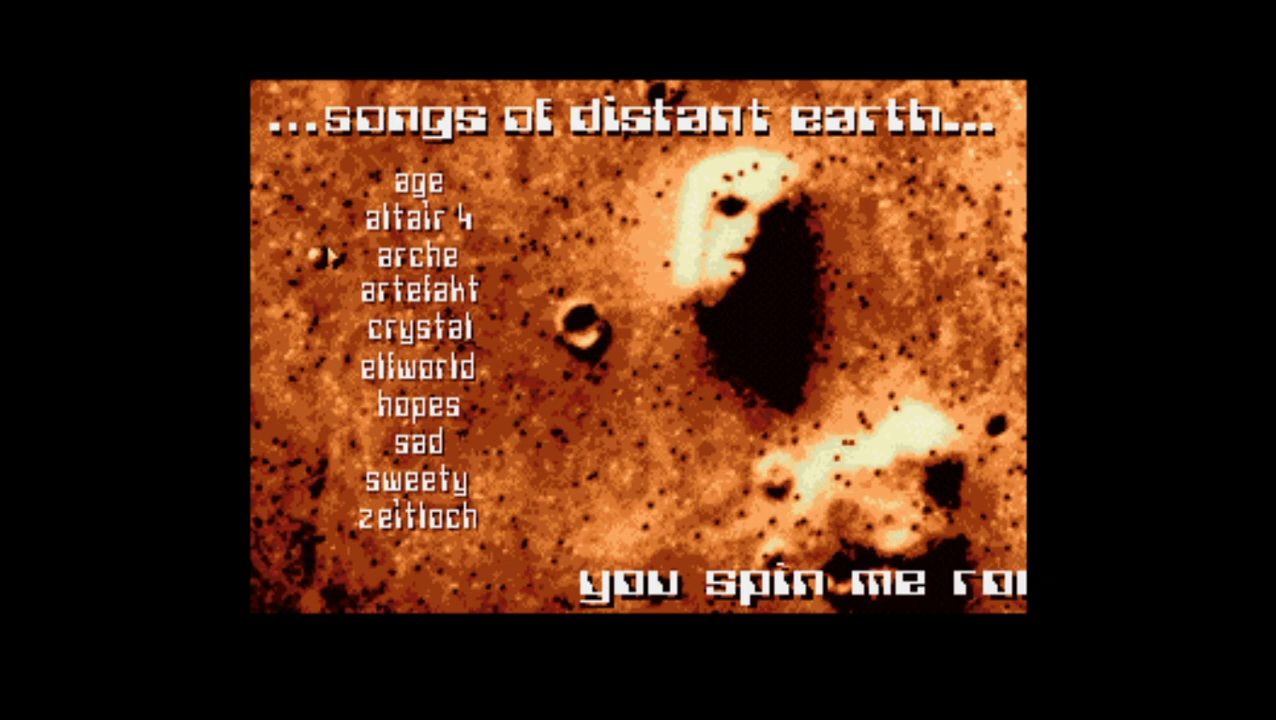 ...songs of distant earth...
age
altair 4
arche
artefakt
crystal
elfworld
hopes
sad
sweety
zeitloch
you spin me